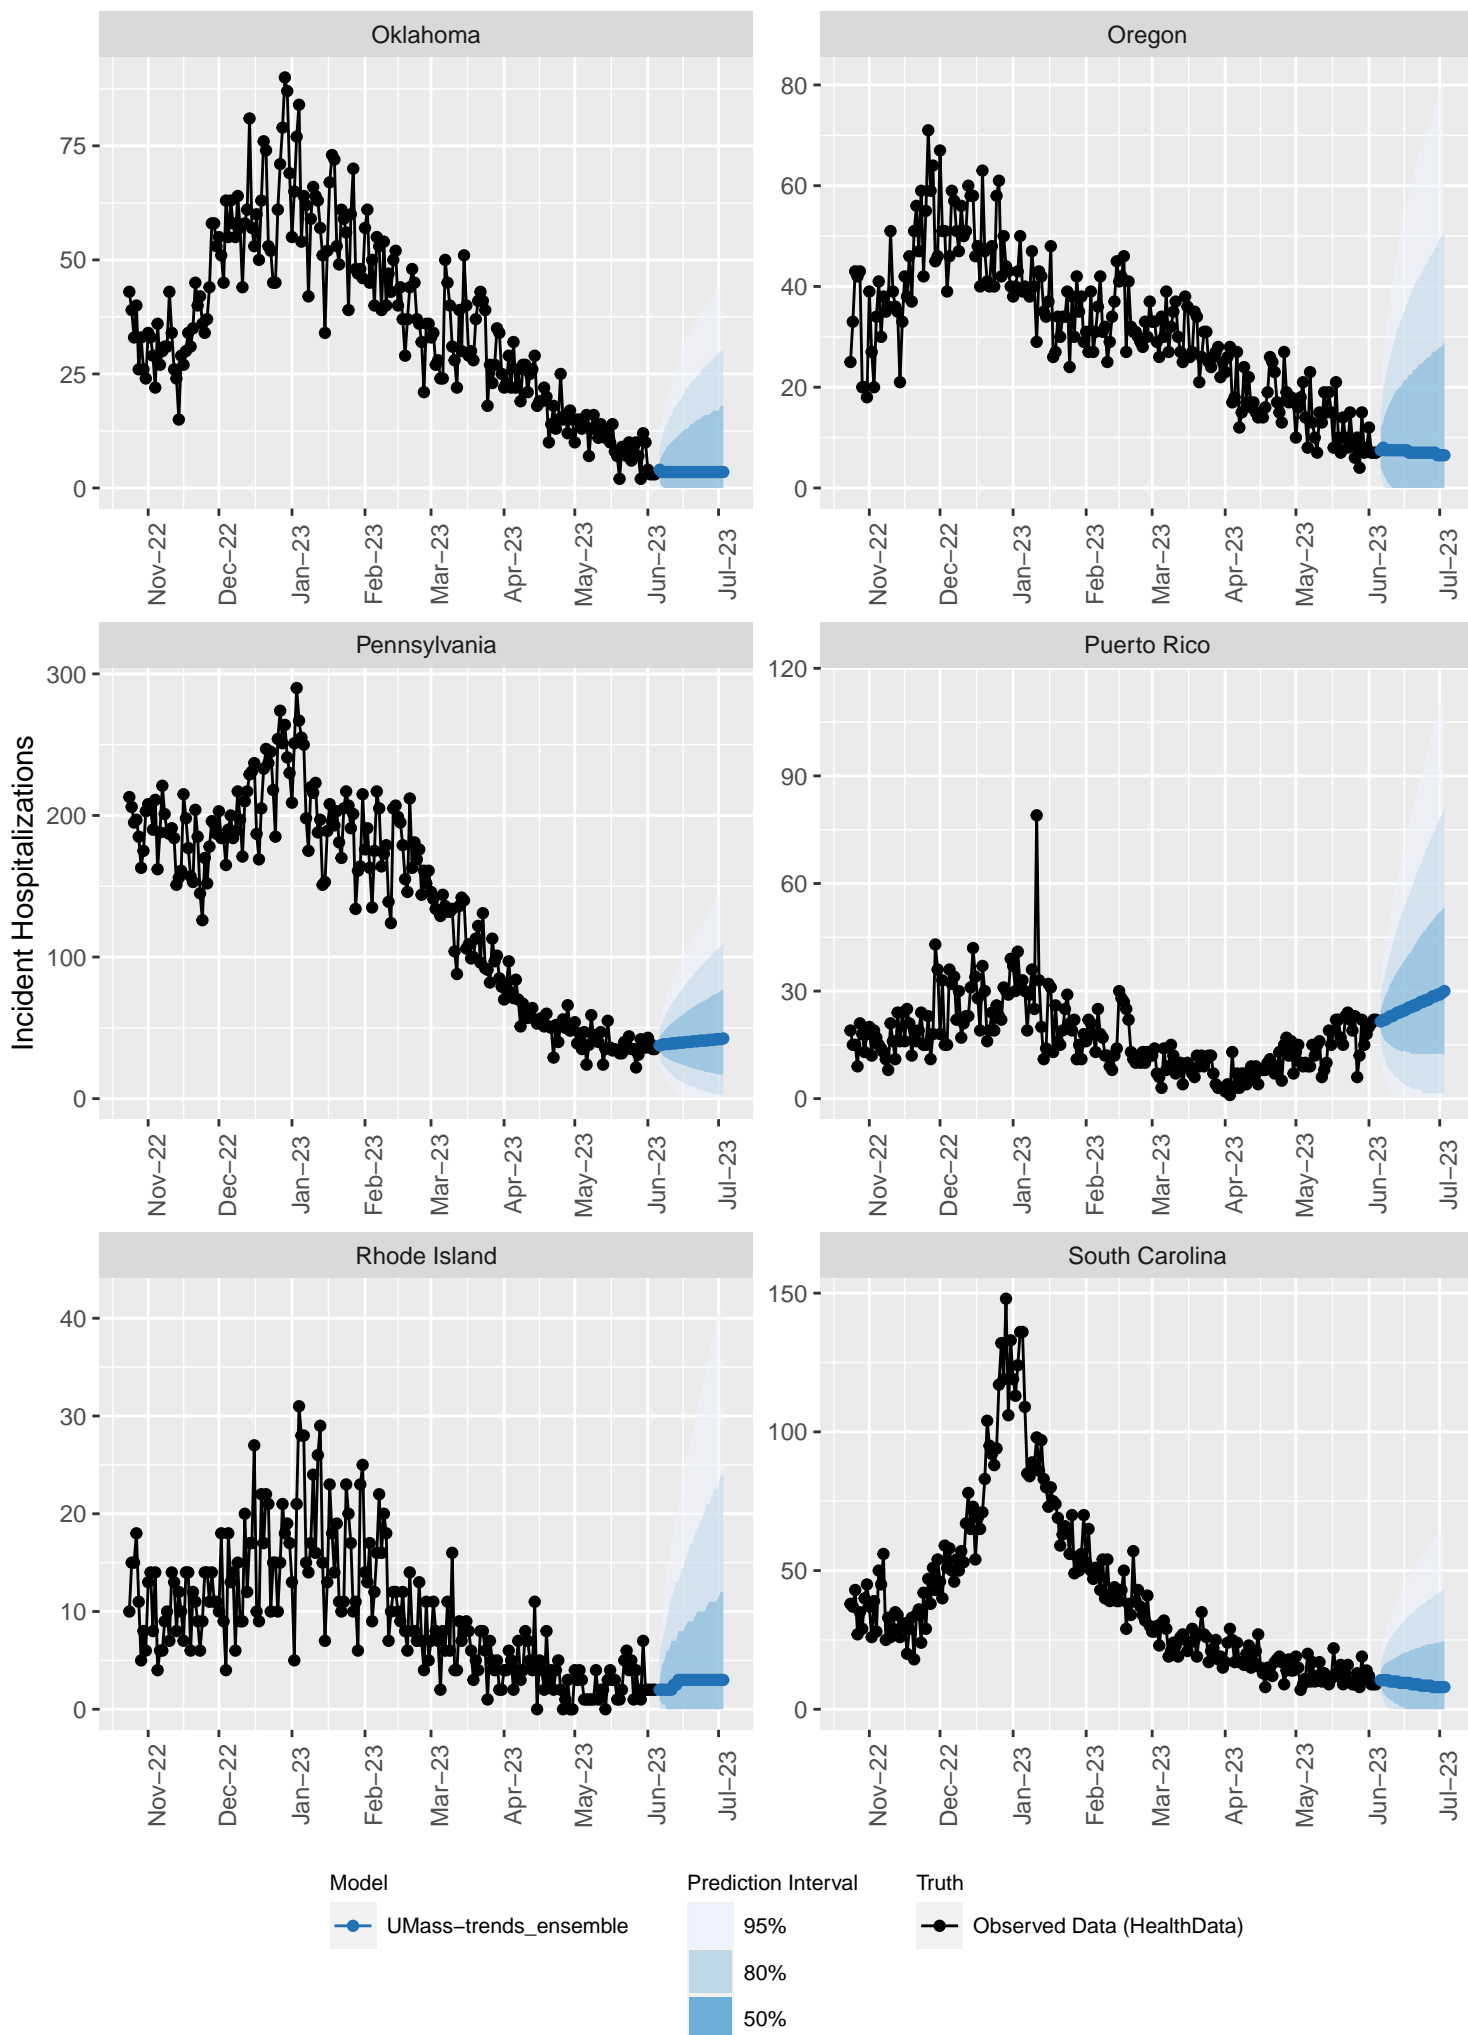 Oklahoma
Oregon
75
50
25
0
80
60
40
20
0
Nov−22
Dec−22
Jan−23
Feb−23
Mar−23
Apr−23
May−23
Jun−23
Jul−23
Nov−22
Dec−22
Jan−23
Feb−23
Mar−23
Apr−23
May−23
Jun−23
Jul−23
Incident Hospitalizations
Pennsylvania
Puerto Rico
300
200
100
0
120
90
60
30
0
Nov−22
Dec−22
Jan−23
Feb−23
Mar−23
Apr−23
May−23
Jun−23
Jul−23
Nov−22
Dec−22
Jan−23
Feb−23
Mar−23
Apr−23
May−23
Jun−23
Jul−23
Rhode Island
South Carolina
40
30
20
10
0
150
100
50
0
Nov−22
Dec−22
Jan−23
Feb−23
Mar−23
Apr−23
May−23
Jun−23
Jul−23
Nov−22
Dec−22
Jan−23
Feb−23
Mar−23
Apr−23
May−23
Jun−23
Jul−23
Model
UMass−trends_ensemble
Prediction Interval
95%
80%
50%
Truth
Observed Data (HealthData)